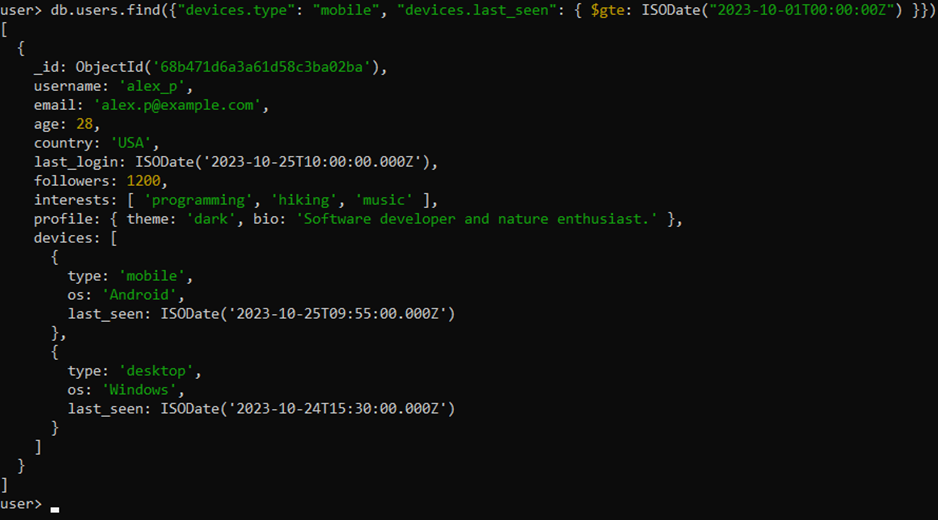 user> db.users.find({"devices.type": "mobile", "devices.last_seen": { $gte: ISODate("2023-10-01T00:00:00Z") }})
[
  {
    _id: ObjectId('68b471d6a3a61d58c3ba02ba'),
    username: 'alex_p',
    email: 'alex.p@example.com',
    age: 28,
    country: 'USA',
    last_login: ISODate('2023-10-25T10:00:00.000Z'),
    followers: 1200,
    interests: [ 'programming', 'hiking', 'music' ],
    profile: { theme: 'dark', bio: 'Software developer and nature enthusiast.' },
    devices: [
      {
        type: 'mobile',
        os: 'Android',
        last_seen: ISODate('2023-10-25T09:55:00.000Z')
      },
      {
        type: 'desktop',
        os: 'Windows',
        last_seen: ISODate('2023-10-24T15:30:00.000Z')
      }
    ]
  }
]
user>